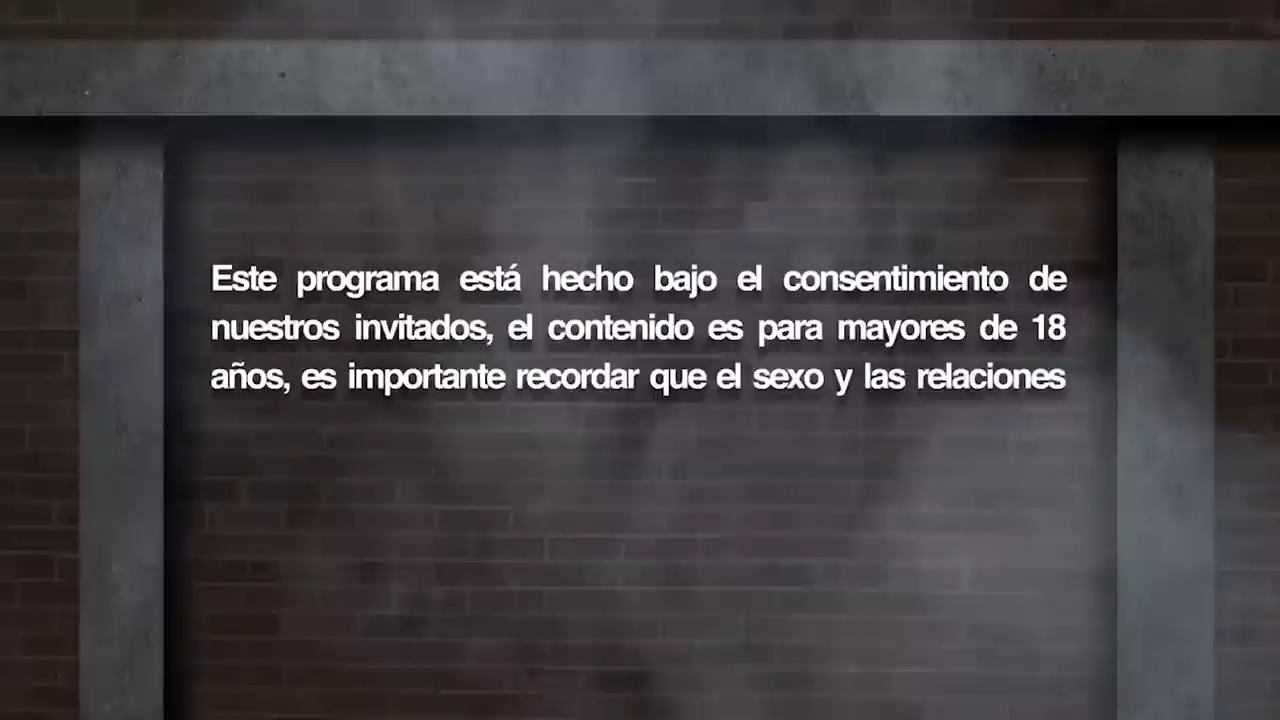 Este programa está hecho bajo el consentimiento de
nuestros invitados, el contenido es para mayores de 18
años, es importante recordar que el sexo y las relaciones